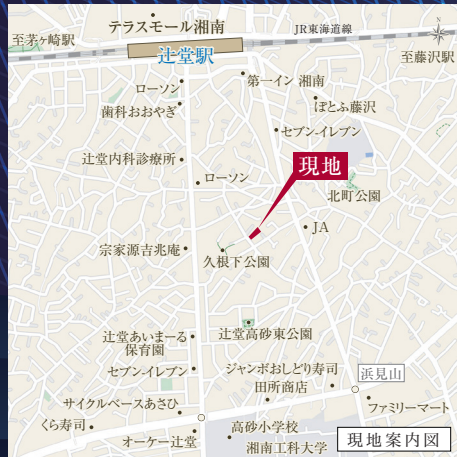 テラスモール湘南
JR東海道線
N
至茅ヶ崎駅
辻堂駅
至藤沢駅
ローソン
第一イン 湘南
歯科おおやぎ
ぽとふ藤沢
セブン-イレブン
辻堂内科診療所
現地
ローソン
北町公園
JA
宗家源吉兆庵
久根下公園
辻堂高砂東公園
辻堂あいまーる
保育園
セブン-イレブン
ジャンボおしどり寿司
田所商店
浜見山
サイクルベースあさひ
ファミリーマート
くら寿司
オーケー辻堂
高砂小学校
湘南工科大学
現地案内図